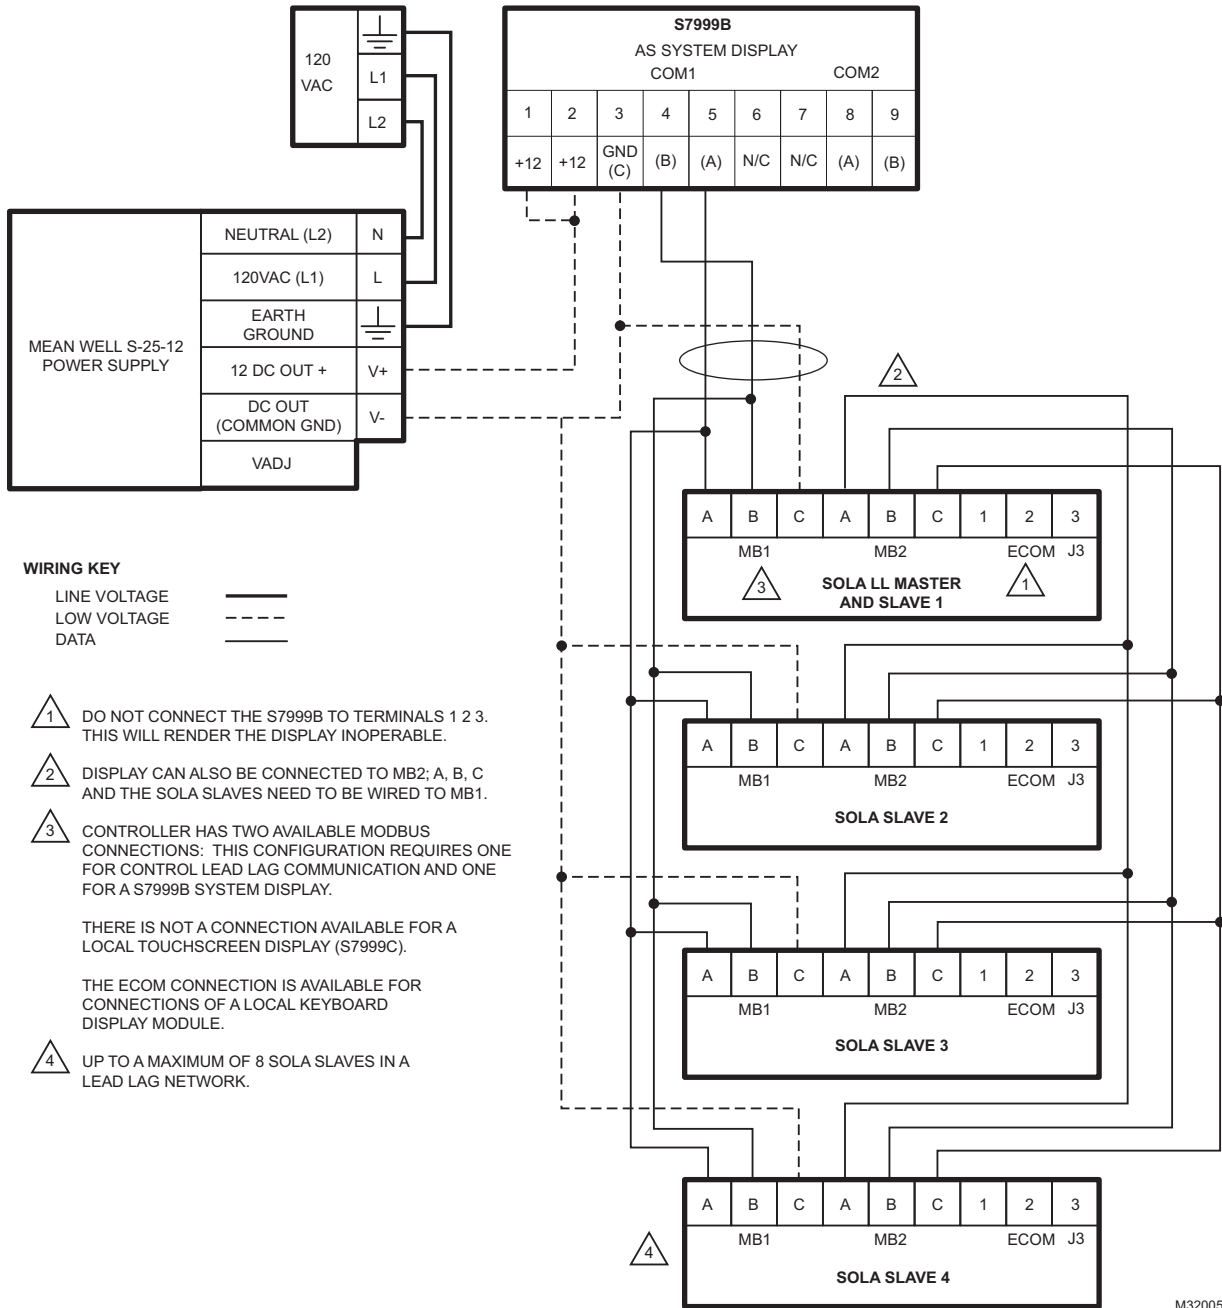 120
VAC
L1
L2
S7999B
AS SYSTEM DISPLAY
COM1 COM2
1 2 3 4 5 6 7 8 9
+12 +12 GND (C) (B) (A) N/C N/C (A) (B)
MEAN WELL S-25-12
POWER SUPPLY
NEUTRAL (L2) N
120VAC (L1) L
EARTH
GROUND
12 DC OUT + V+
DC OUT
(COMMON GND) V-
VADJ
2
A B C A B C 1 2 3
MB1 MB2 ECOM J3
3 SOLA LL MASTER 1
AND SLAVE 1
WIRING KEY
LINE VOLTAGE
LOW VOLTAGE
DATA
1 DO NOT CONNECT THE S7999B TO TERMINALS 1 2 3.
THIS WILL RENDER THE DISPLAY INOPERABLE.
2 DISPLAY CAN ALSO BE CONNECTED TO MB2; A, B, C
AND THE SOLA SLAVES NEED TO BE WIRED TO MB1.
3 CONTROLLER HAS TWO AVAILABLE MODBUS
CONNECTIONS: THIS CONFIGURATION REQUIRES ONE
FOR CONTROL LEAD LAG COMMUNICATION AND ONE
FOR A S7999B SYSTEM DISPLAY.
THERE IS NOT A CONNECTION AVAILABLE FOR A
LOCAL TOUCHSCREEN DISPLAY (S7999C).
THE ECOM CONNECTION IS AVAILABLE FOR
CONNECTIONS OF A LOCAL KEYBOARD
DISPLAY MODULE.
4 UP TO A MAXIMUM OF 8 SOLA SLAVES IN A
LEAD LAG NETWORK.
A B C A B C 1 2 3
MB1 MB2 ECOM J3
SOLA SLAVE 2
A B C A B C 1 2 3
MB1 MB2 ECOM J3
SOLA SLAVE 3
A B C A B C 1 2 3
MB1 MB2 ECOM J3
4
SOLA SLAVE 4
M32005